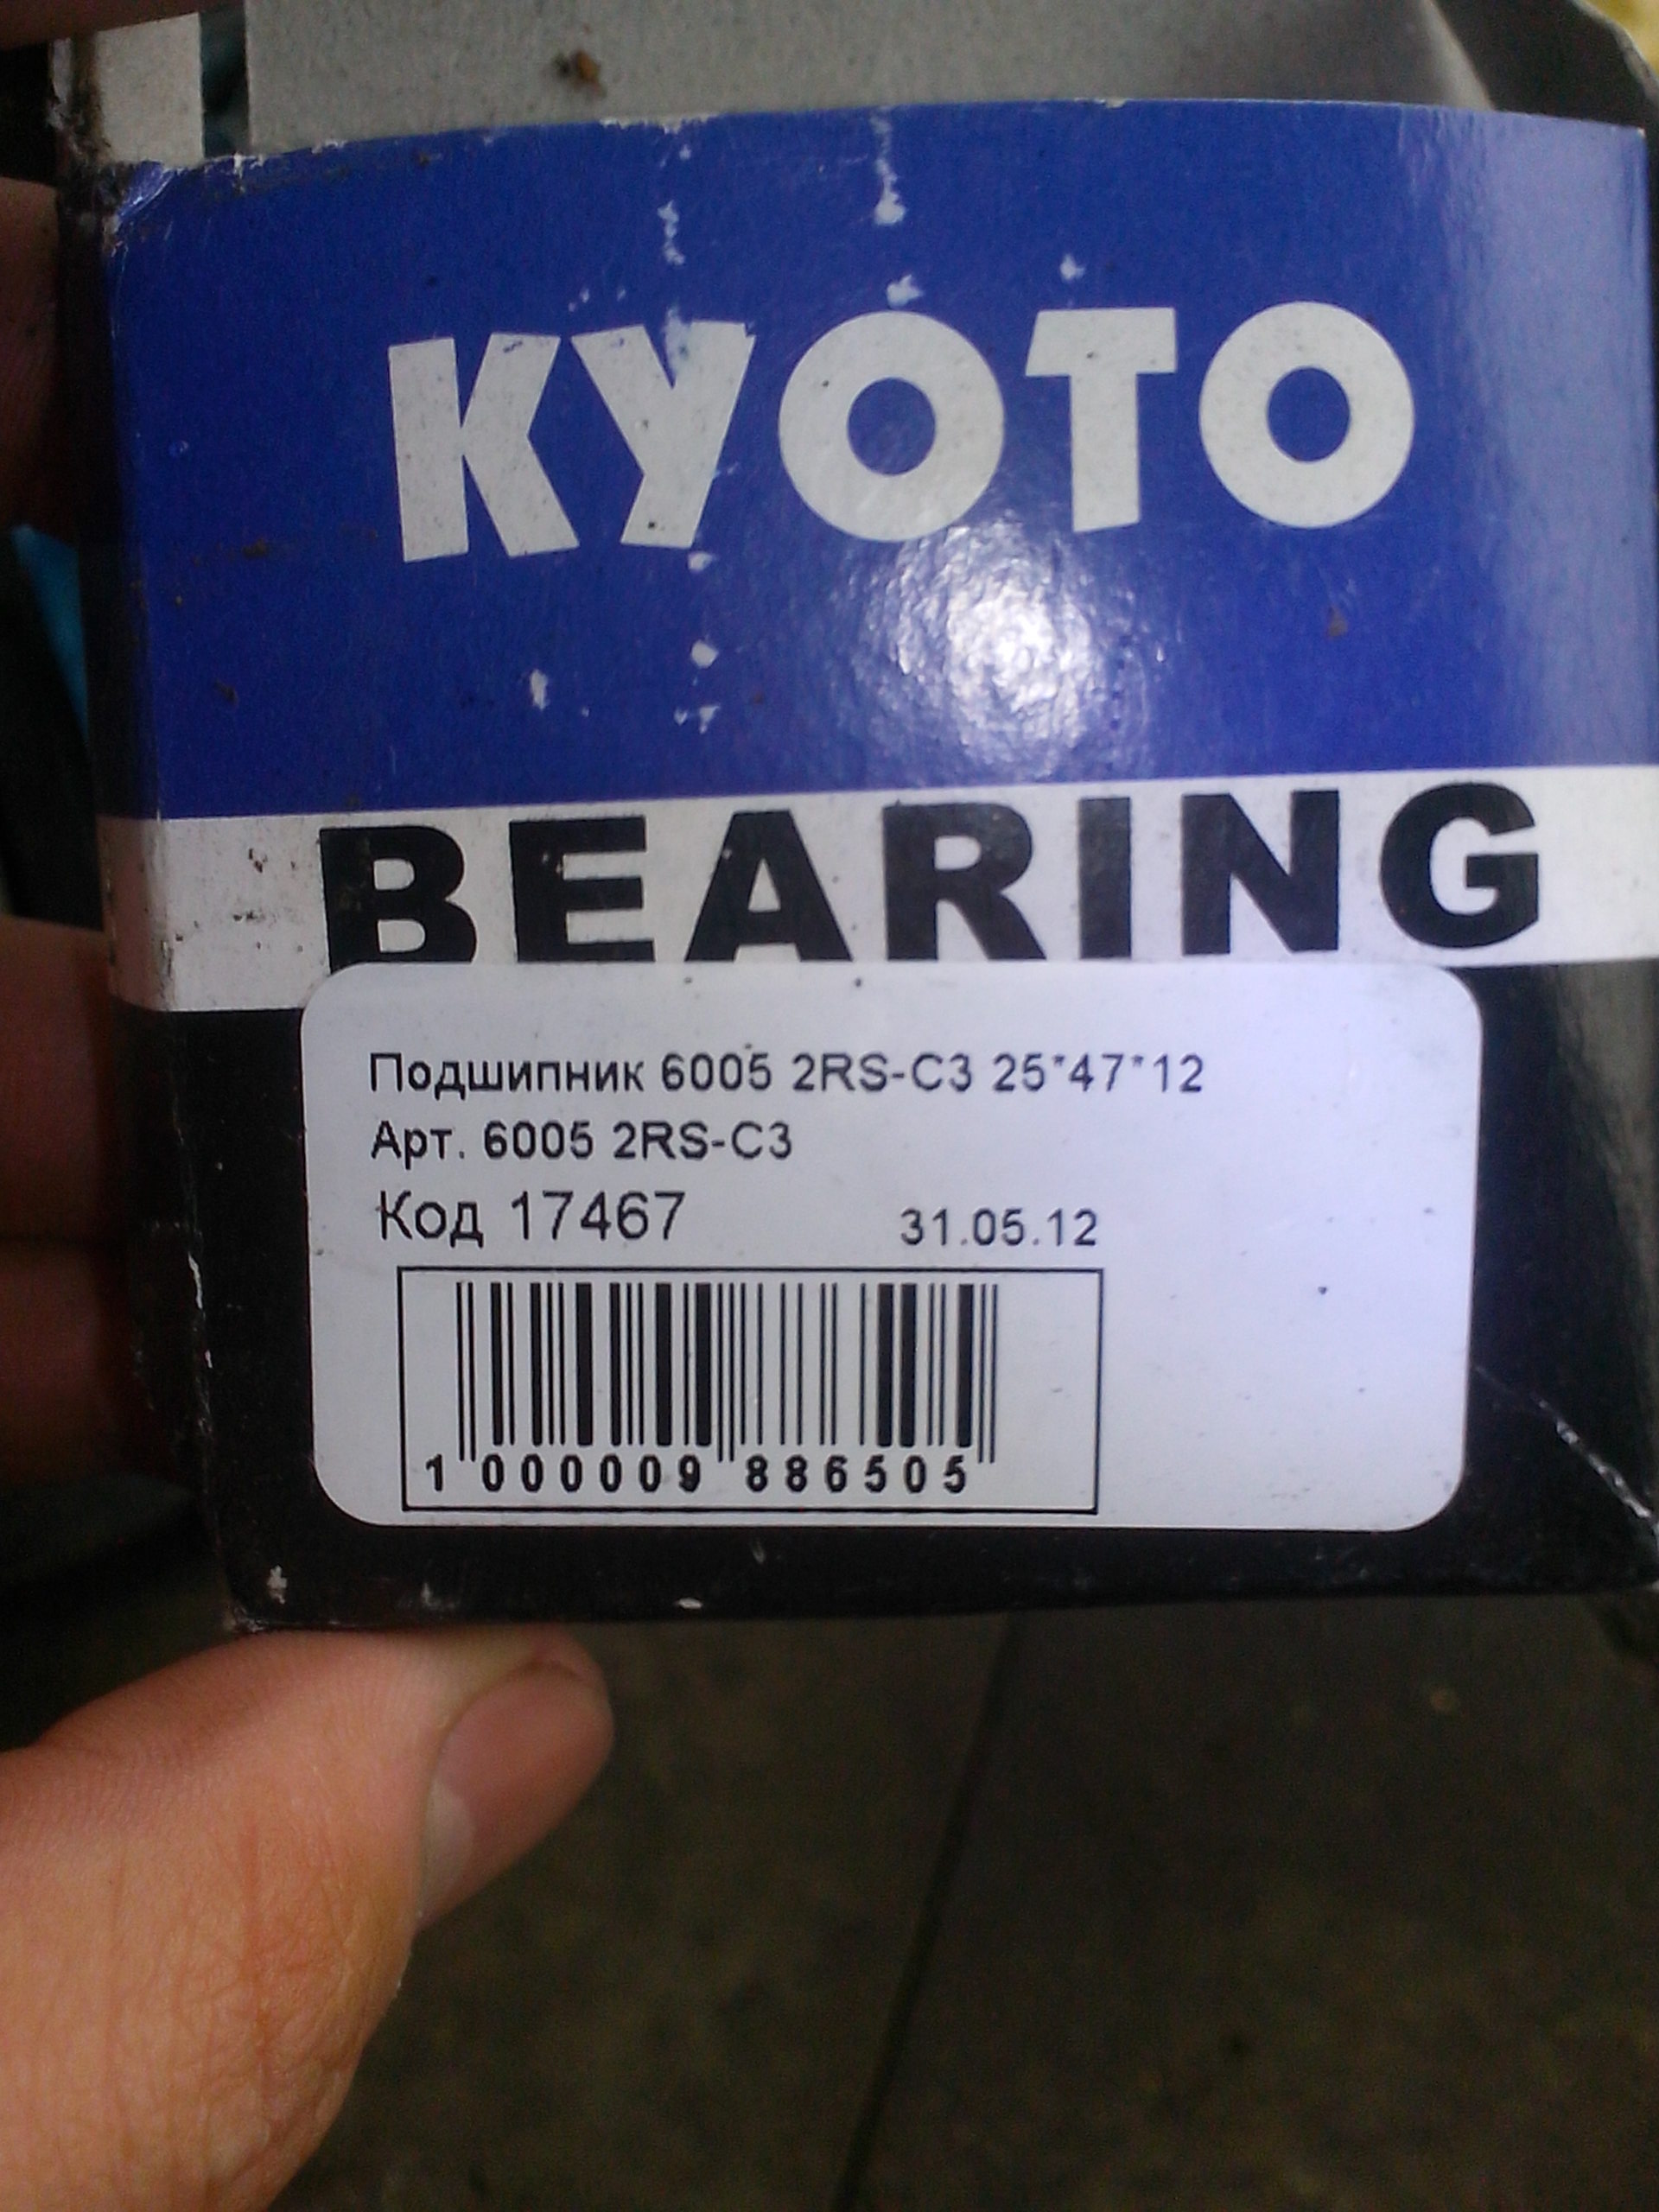 KYOTO
BEARING
Подшипник 6005 2RS-C3 25*47*12
Арт. 6005 2RS-C3
Код 17467 31.05.12
1 000009 886505